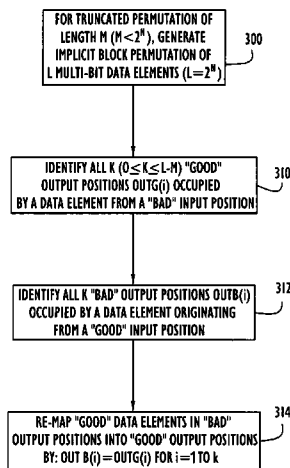 FOR TRUNCATED PERMUTATION OF
LENGTH M (M<2^N), GENERATE
IMPLICIT BLOCK PERMUTATION OF
L MULTI-BIT DATA ELEMENTS (L=2^N)
300
IDENTIFY ALL K (O≤K≤L-M) "GOOD"
OUTPUT POSITIONS OUTG(i) OCCUPIED
BY A DATA ELEMENT FROM A "BAD" INPUT POSITION
310
IDENTIFY ALL K "BAD" OUTPUT POSITIONS OUTB(i)
OCCUPIED BY A DATA ELEMENT ORIGINATING
FROM A "GOOD" INPUT POSITION
312
RE-MAP "GOOD" DATA ELEMENTS IN "BAD"
OUTPUT POSITIONS INTO "GOOD" OUTPUT POSITIONS
BY: OUT B(i)=OUTG(i) FOR i=1 TO k
314